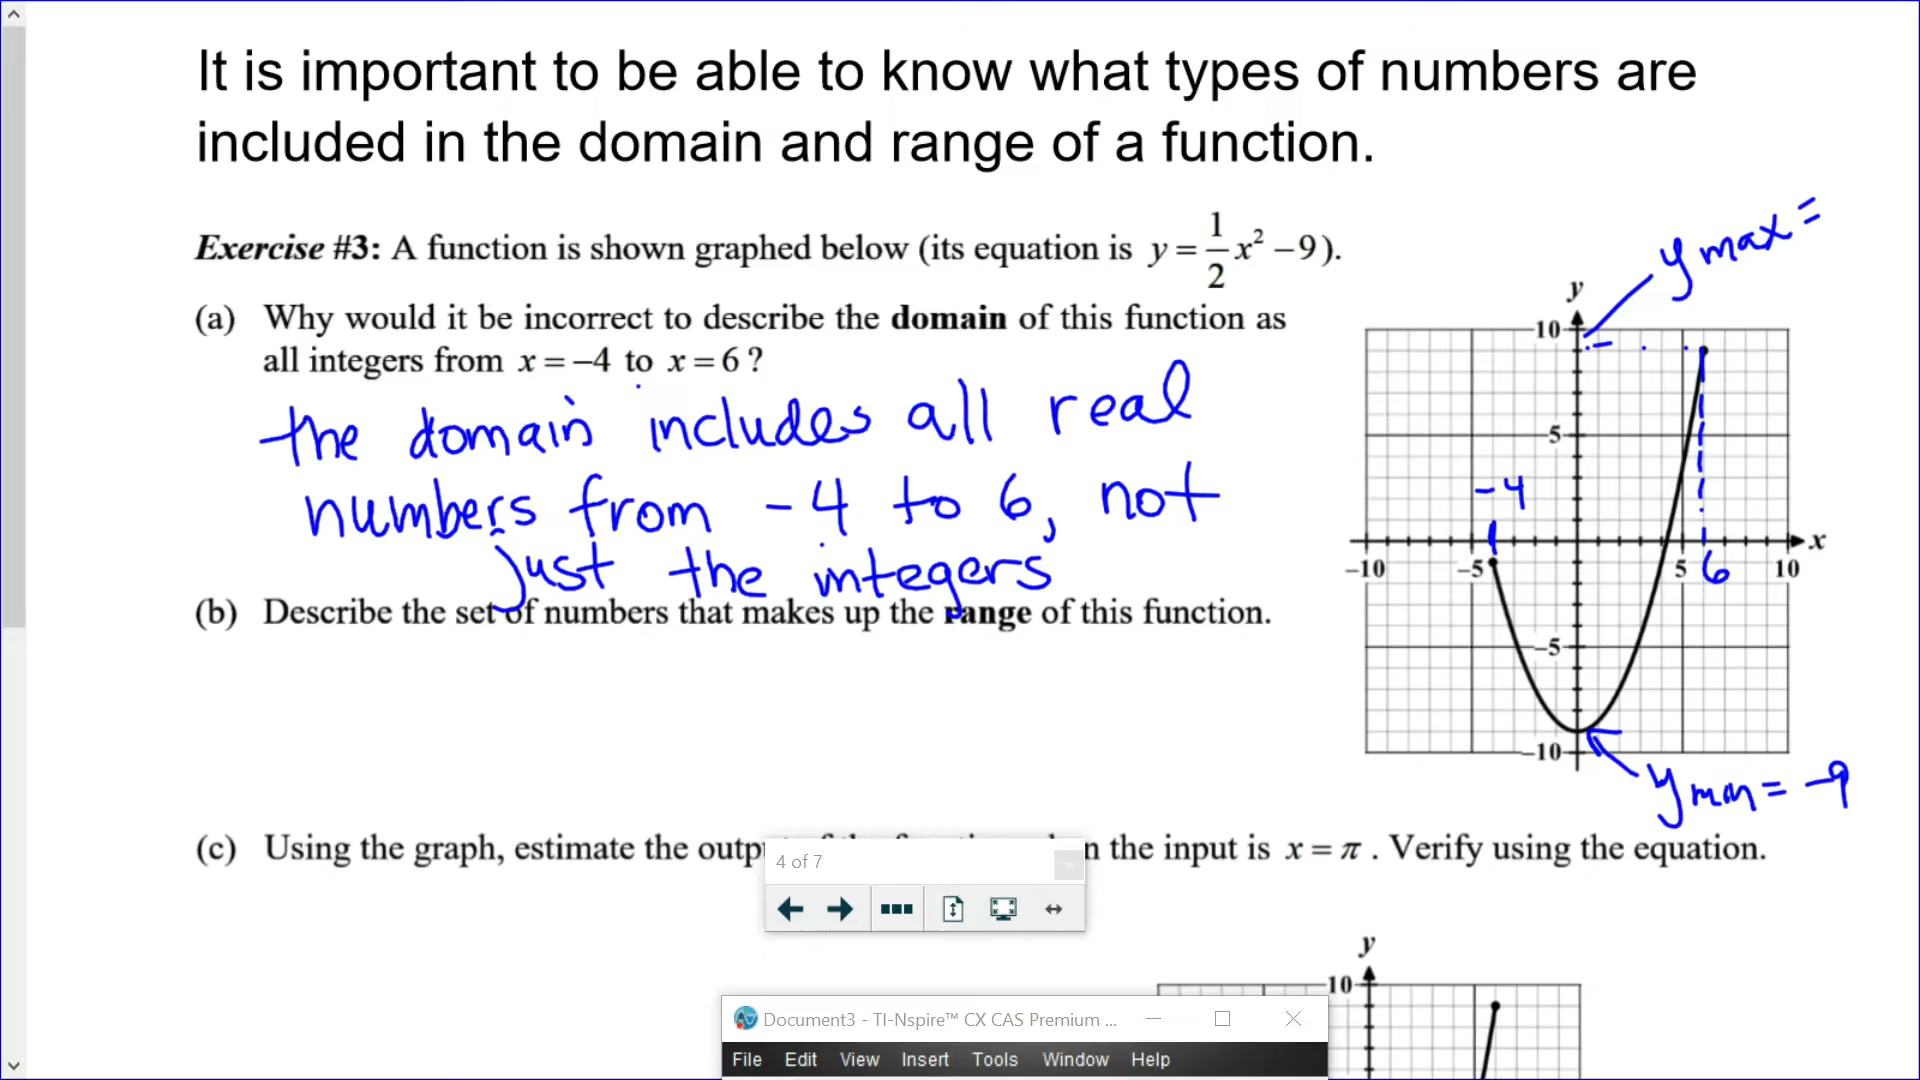 It is important to be able to know what types of numbers are
included in the domain and range of a function.
Exercise #3: A function is shown graphed below (its equation is y = 1/2 x² − 9).
y max =
(a) Why would it be incorrect to describe the domain of this function as
all integers from x = −4 to x = 6 ?
the domain includes all real
numbers from -4 to 6, not
just the integers
y
10
5
-4
x
−10
−5
5
6
10
−5
−10
y min = -9
(b) Describe the set of numbers that makes up the range of this function.
(c) Using the graph, estimate the outp
n the input is x = π . Verify using the equation.
4 of 7
y
10
Document3 - TI-Nspire™ CX CAS Premium ...
File Edit View Insert Tools Window Help